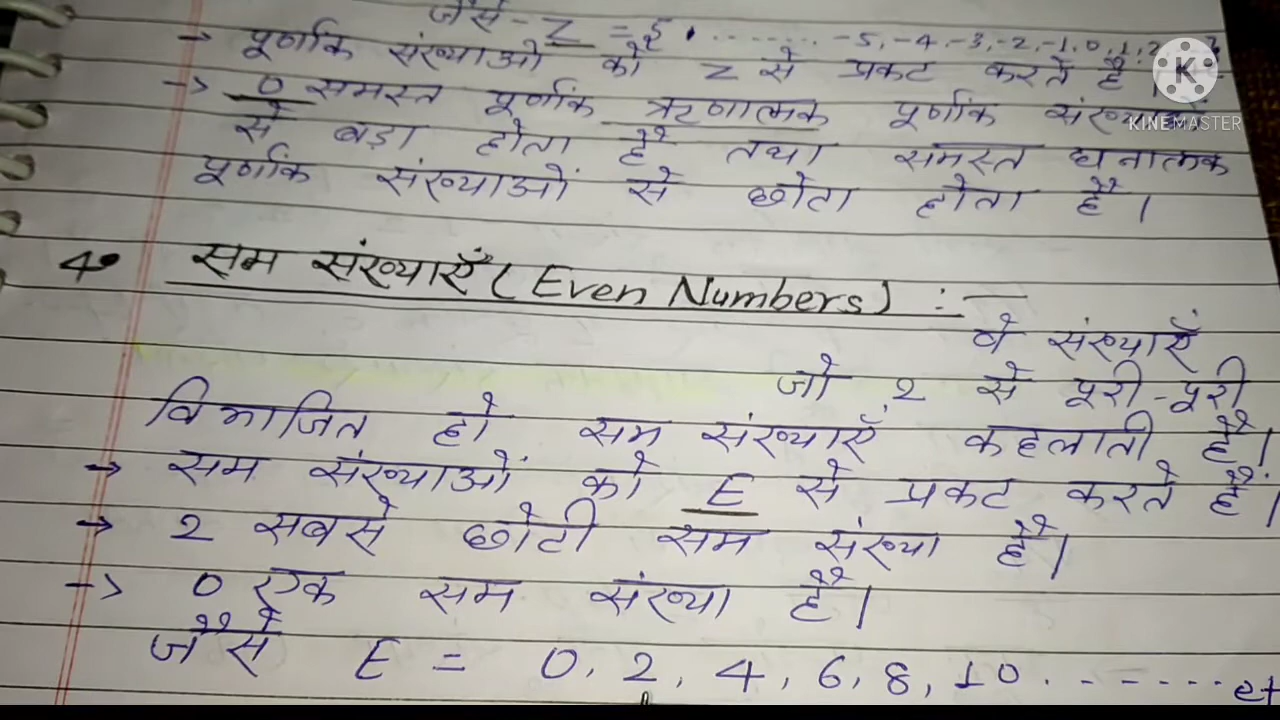 जैसे - Z = { ........ -5, -4, -3, -2, -1, 0, 1, 2
→ पूर्णांक संख्याओं को Z से प्रकट करते हैं।
→ 0 समस्त पूर्णांक ऋणात्मक पूर्णांक
से बड़ा होता है तथा समस्त धनात्मक
पूर्णांक संख्याओं से छोटा होता है।
4. सम संख्याएँ (Even Numbers) : —
वे संख्याएँ
जो 2 से पूरी-पूरी
विभाजित हो सम संख्याएँ कहलाती हैं।
→ सम संख्याओं को E से प्रकट करते हैं।
→ 2 सबसे छोटी सम संख्या है।
→ 0 एक सम संख्या है।
जैसे E = 0, 2, 4, 6, 8, 10 . - - - - - - et
K
KINEMASTER